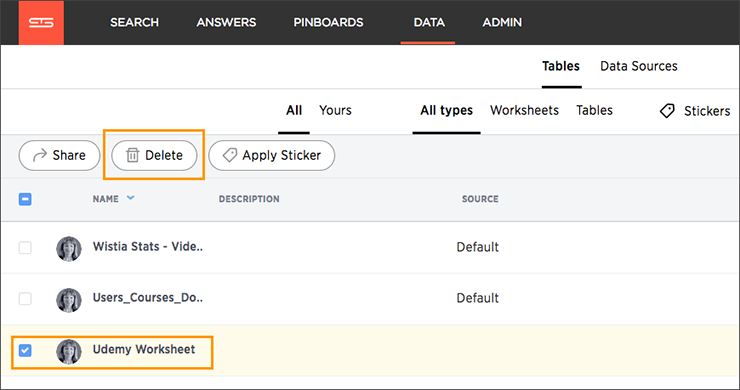 SEARCH ANSWERS PINBOARDS DATA ADMIN
Tables Data Sources
All Yours All types Worksheets Tables Stickers
Share Delete Apply Sticker
NAME DESCRIPTION SOURCE
Wistia Stats - Vide.. Default
Users_Courses_Do.. Default
Udemy Worksheet